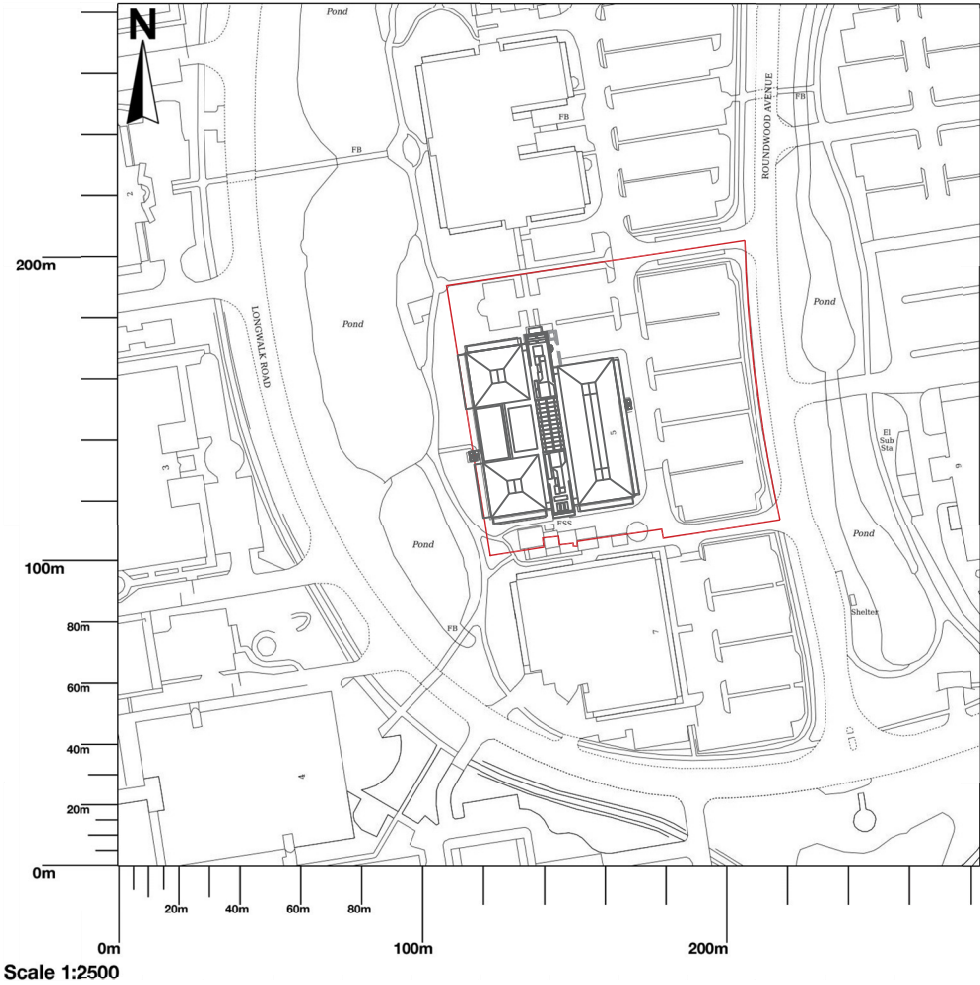 N
Pond
Pond
FB
FB
FB
ROUNDWOOD AVENUE
2
200m
LONGWALK ROAD
Pond
Pond
5
3
El
Sub
Sta
9
ESS
Pond
Pond
100m
80m
Shelter
FB
7
60m
40m
4
20m
0m
20m
40m
60m
80m
0m
100m
200m
Scale 1:2500